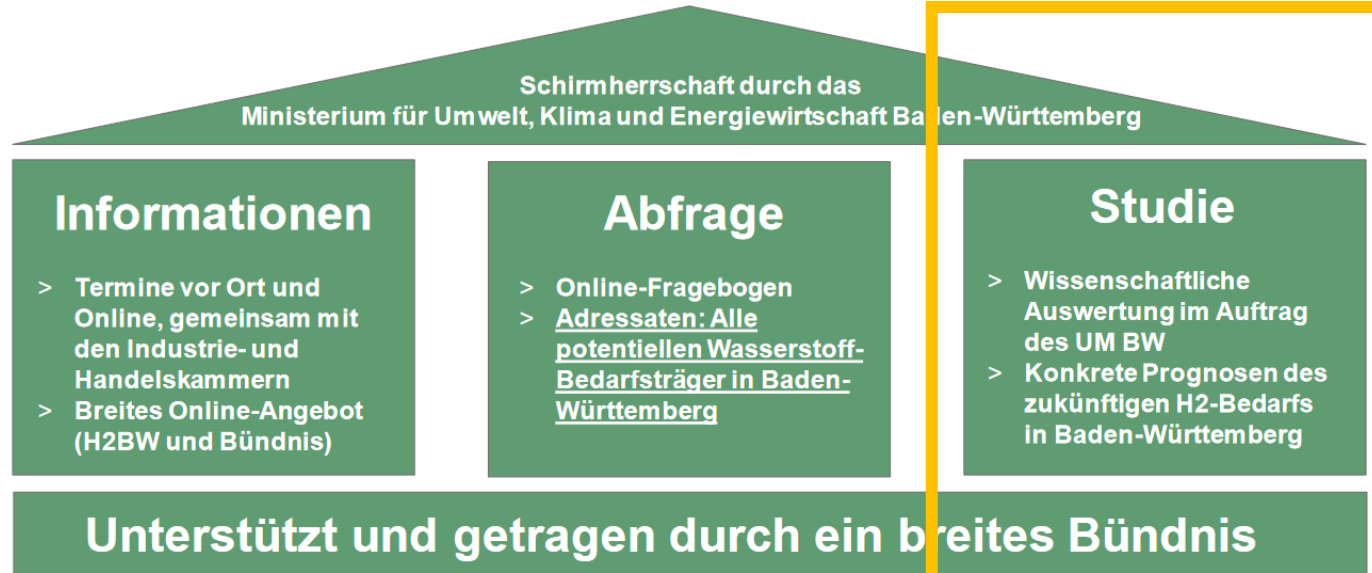 Schirmherrschaft durch das
Ministerium für Umwelt, Klima und Energiewirtschaft Baden-Württemberg
Informationen
> Termine vor Ort und
Online, gemeinsam mit
den Industrie- und
Handelskammern
> Breites Online-Angebot
(H2BW und Bündnis)
Abfrage
> Online-Fragebogen
> Adressaten: Alle
potentiellen Wasserstoff-
Bedarfsträger in Baden-
Württemberg
Studie
> Wissenschaftliche
Auswertung im Auftrag
des UM BW
> Konkrete Prognosen des
zukünftigen H2-Bedarfs
in Baden-Württemberg
Unterstützt und getragen durch ein breites Bündnis